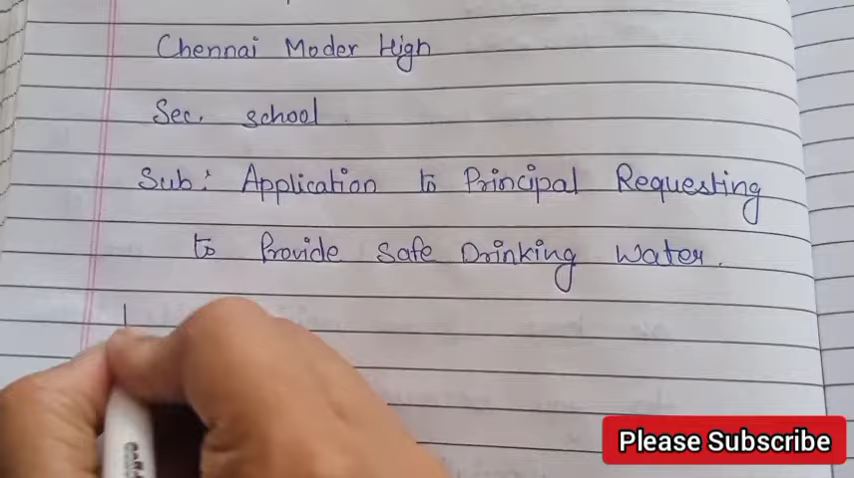 Chennai Moder High
Sec. school
Sub: Application to Principal Requesting
to Provide Safe Drinking Water.
Please Subscribe